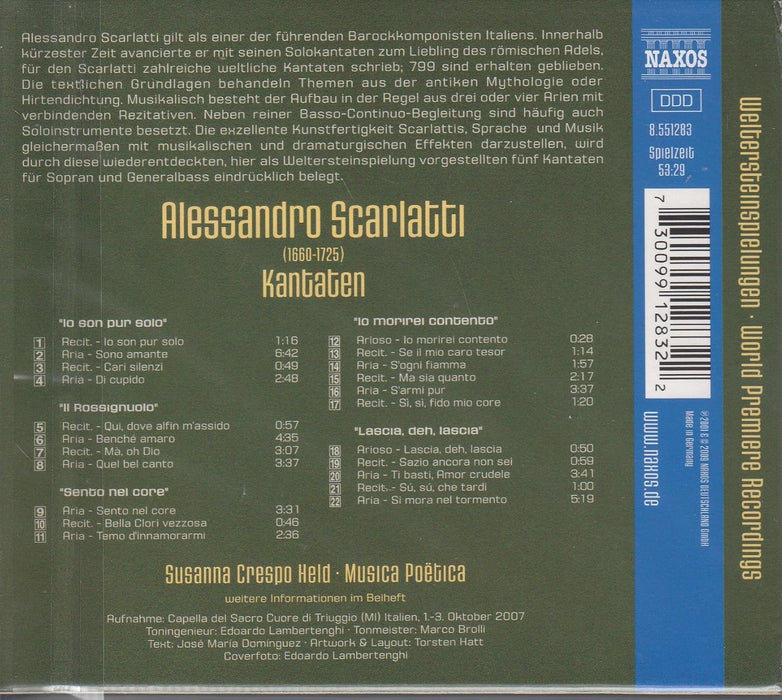 Alessandro Scarlatti gilt als einer der führenden Barockkomponisten Italiens. Innerhalb
kürzester Zeit avancierte er mit seinen Solokantaten zum Liebling des römischen Adels,
für den Scarlatti zahlreiche weltliche Kantaten schrieb; 799 sind erhalten geblieben.
Die textlichen Grundlagen behandeln Themen aus der antiken Mythologie oder
Hirtendichtung. Musikalisch besteht der Aufbau in der Regel aus drei oder vier Arien mit
verbindenden Rezitativen. Neben reiner Basso-Continuo-Begleitung sind häufig auch
Soloinstrumente besetzt. Die exzellente Kunstfertigkeit Scarlattis, Sprache und Musik
gleichermaßen mit musikalischen und dramaturgischen Effekten darzustellen, wird
durch diese wiederentdeckten, hier als Weltersteinspielung vorgestellten fünf Kantaten
für Sopran und Generalbass eindrücklich belegt.
Alessandro Scarlatti
(1660-1725)
Kantaten
"Io son pur solo"
1 Recit. - Io son pur solo 1:16
2 Aria - Sono amante 6:42
3 Recit. - Cari silenzi 0:49
4 Aria - Di cupido 2:48
"Il Rossignuolo"
5 Recit. - Qui, dove alfin m'assido 0:57
6 Aria - Benché amaro 4:35
7 Recit. - Mà, oh Dio 3:07
8 Aria - Quel bel canto 3:37
"Sento nel core"
9 Aria - Sento nel core 3:31
10 Recit. - Bella Clori vezzosa 0:46
11 Aria - Temo d'innamorarmi 2:36
"Io morirei contento"
12 Arioso - Io morirei contento 0:28
13 Recit. - Se il mio caro tesor 1:14
14 Aria - S'ogni fiamma 1:57
15 Recit. - Ma sia quanto 2:17
16 Aria - S'armi pur 3:37
17 Recit. - Sì, sì, fido mio core 1:20
"Lascia, deh, lascia"
18 Arioso - Lascia, deh, lascia 0:50
19 Recit. - Sazio ancora non sei 0:59
20 Aria - Ti basti, Amor crudele 3:41
21 Recit. - Sú, sú, che tardi 1:00
22 Aria - Si mora nel tormento 5:19
Susanna Crespo Held · Musica Poëtica
weitere Informationen im Beiheft
Aufnahme: Capella del Sacro Cuore di Triuggio (MI) Italien, 1.-3. Oktober 2007
Toningenieur: Edoardo Lambertenghi · Tonmeister: Marco Brolli
Text: José María Domínguez · Artwork & Layout: Torsten Hatt
Coverfoto: Edoardo Lambertenghi
NAXOS
DDD
8.551283
Spielzeit
53:29
7 30099 12832 2
℗ 2001 & © 2009 NAXOS DEUTSCHLAND GmbH
Made in Germany
www.naxos.de
Weltersteinspielungen · World Premiere Recordings